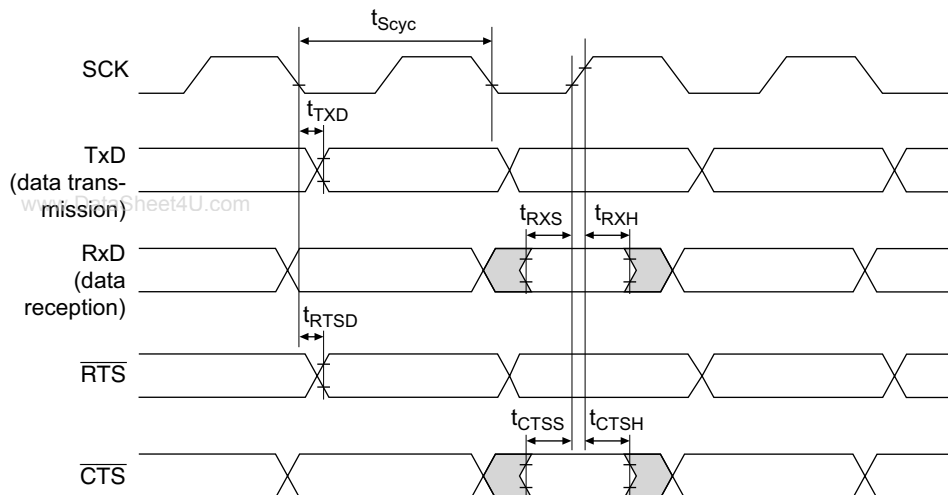 tScyc
SCK
tTXD
TxD
(data trans-
mission)
www.DataSheet4U.com
tRXS
tRXH
RxD
(data
reception)
tRTSD
RTS
tCTSS
tCTSH
CTS